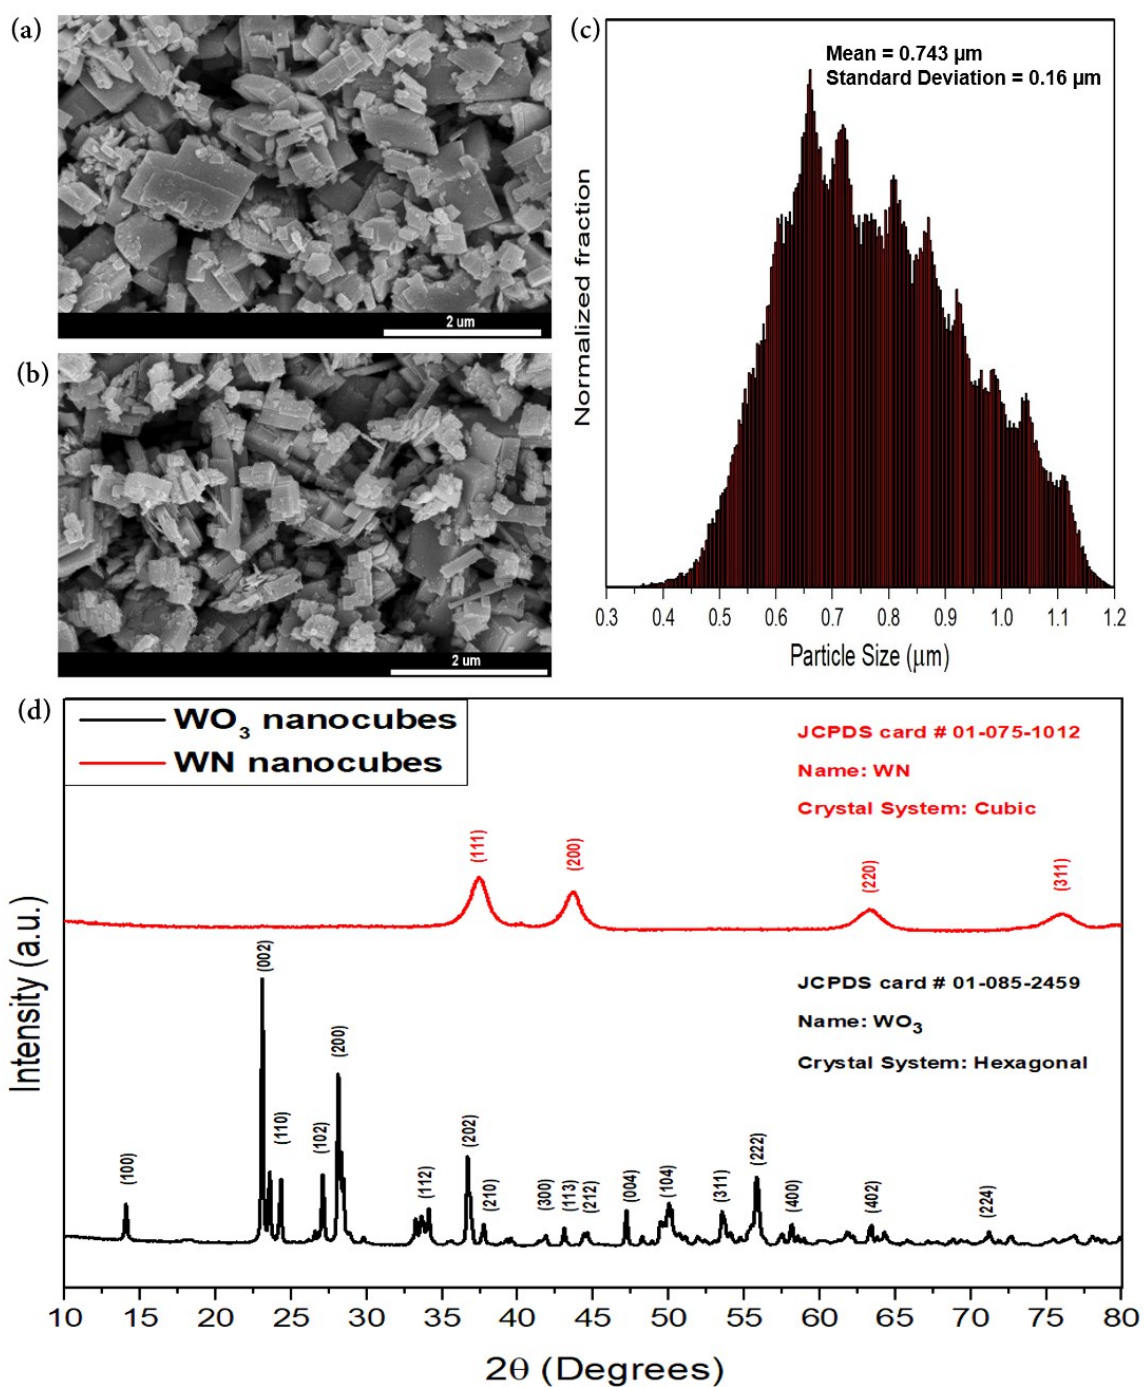 (a)
2 um
(b)
2 um
(c)
Mean = 0.743 µm
Standard Deviation = 0.16 µm
Normalized fraction
0.3 0.4 0.5 0.6 0.7 0.8 0.9 1.0 1.1 1.2
Particle Size (µm)
(d)
WO₃ nanocubes
WN nanocubes
JCPDS card # 01-075-1012
Name: WN
Crystal System: Cubic
(111)
(200)
(220)
(311)
JCPDS card # 01-085-2459
Name: WO₃
Crystal System: Hexagonal
(100)
(002)
(110)
(102)
(200)
(112)
(202)
(210)
(300)
(113)
(212)
(004)
(104)
(311)
(222)
(400)
(402)
(224)
Intensity (a.u.)
10 15 20 25 30 35 40 45 50 55 60 65 70 75 80
2θ (Degrees)